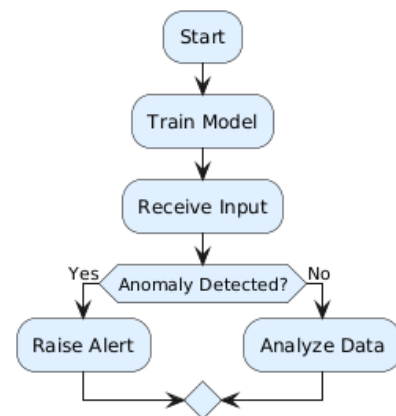 Start
Train Model
Receive Input
Yes
Anomaly Detected?
No
Raise Alert
Analyze Data